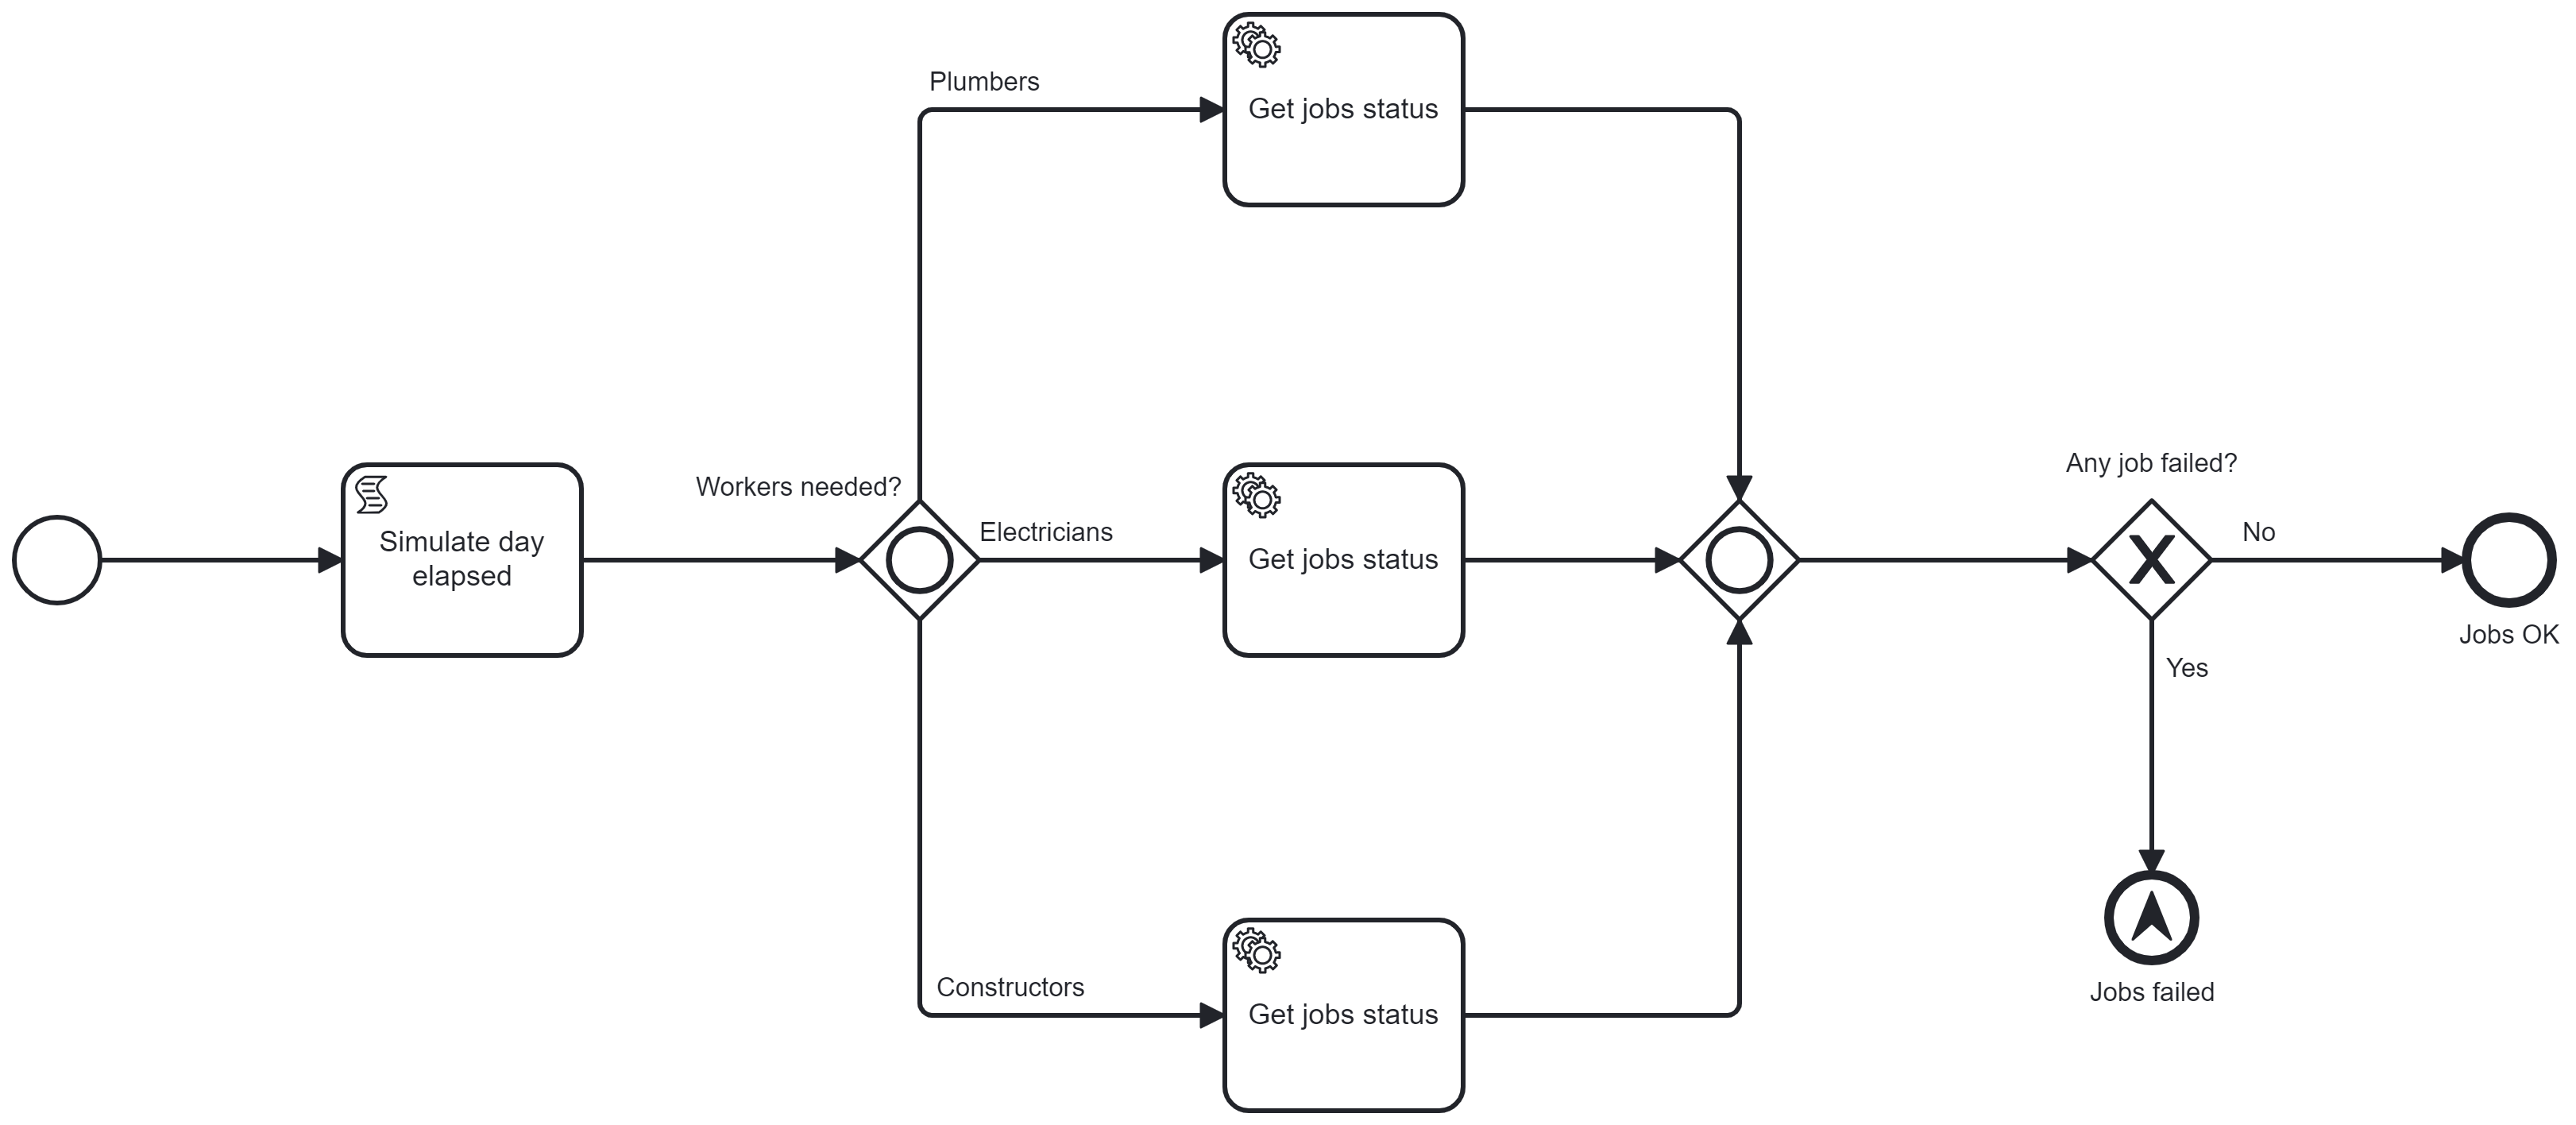 Plumbers
Get jobs status
Workers needed?
Simulate day
elapsed
Electricians
Get jobs status
Any job failed?
No
Jobs OK
Yes
Constructors
Get jobs status
Jobs failed